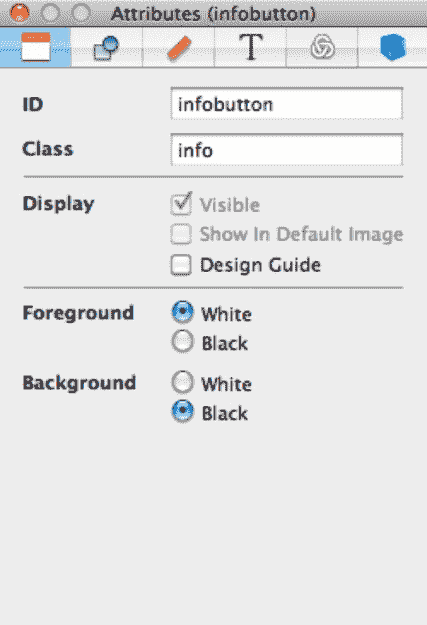 Attributes (infobutton)
T
ID infobutton
Class info
Display Visible
Show In Default Image
Design Guide
Foreground White
Black
Background White
Black